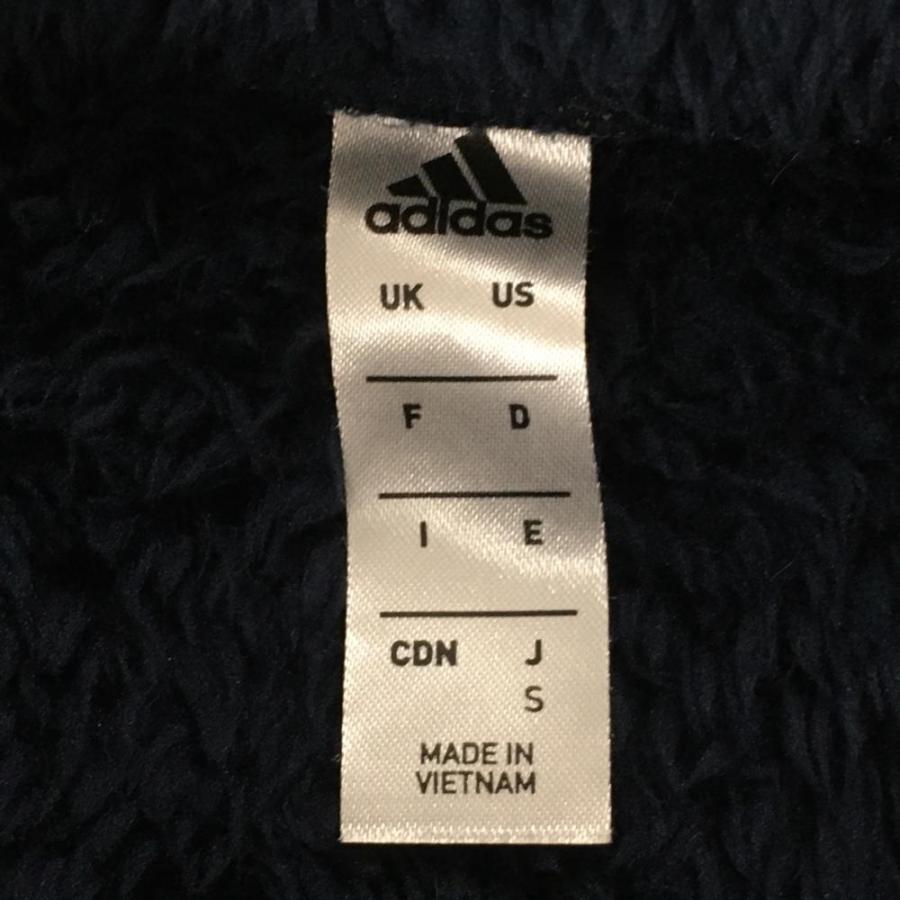 adidas
UK US
F D
I E
CDN J
S
MADE IN
VIETNAM